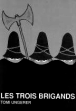 LES TROIS BRIGANDS
TOMI UNGERER